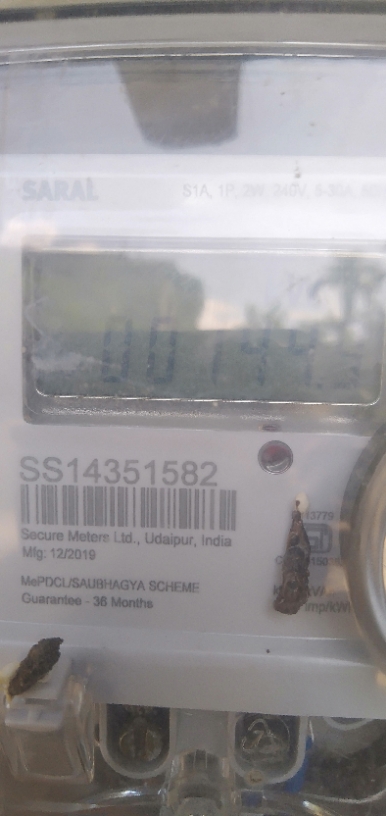 SARAL
S1A, 1P, 2W, 240V, 5-30A,
00144
SS14351582
Secure Meters Ltd., Udaipur, India
Mfg: 12/2019
MePDCL/SAUBHAGYA SCHEME
Guarantee - 36 Months
13779